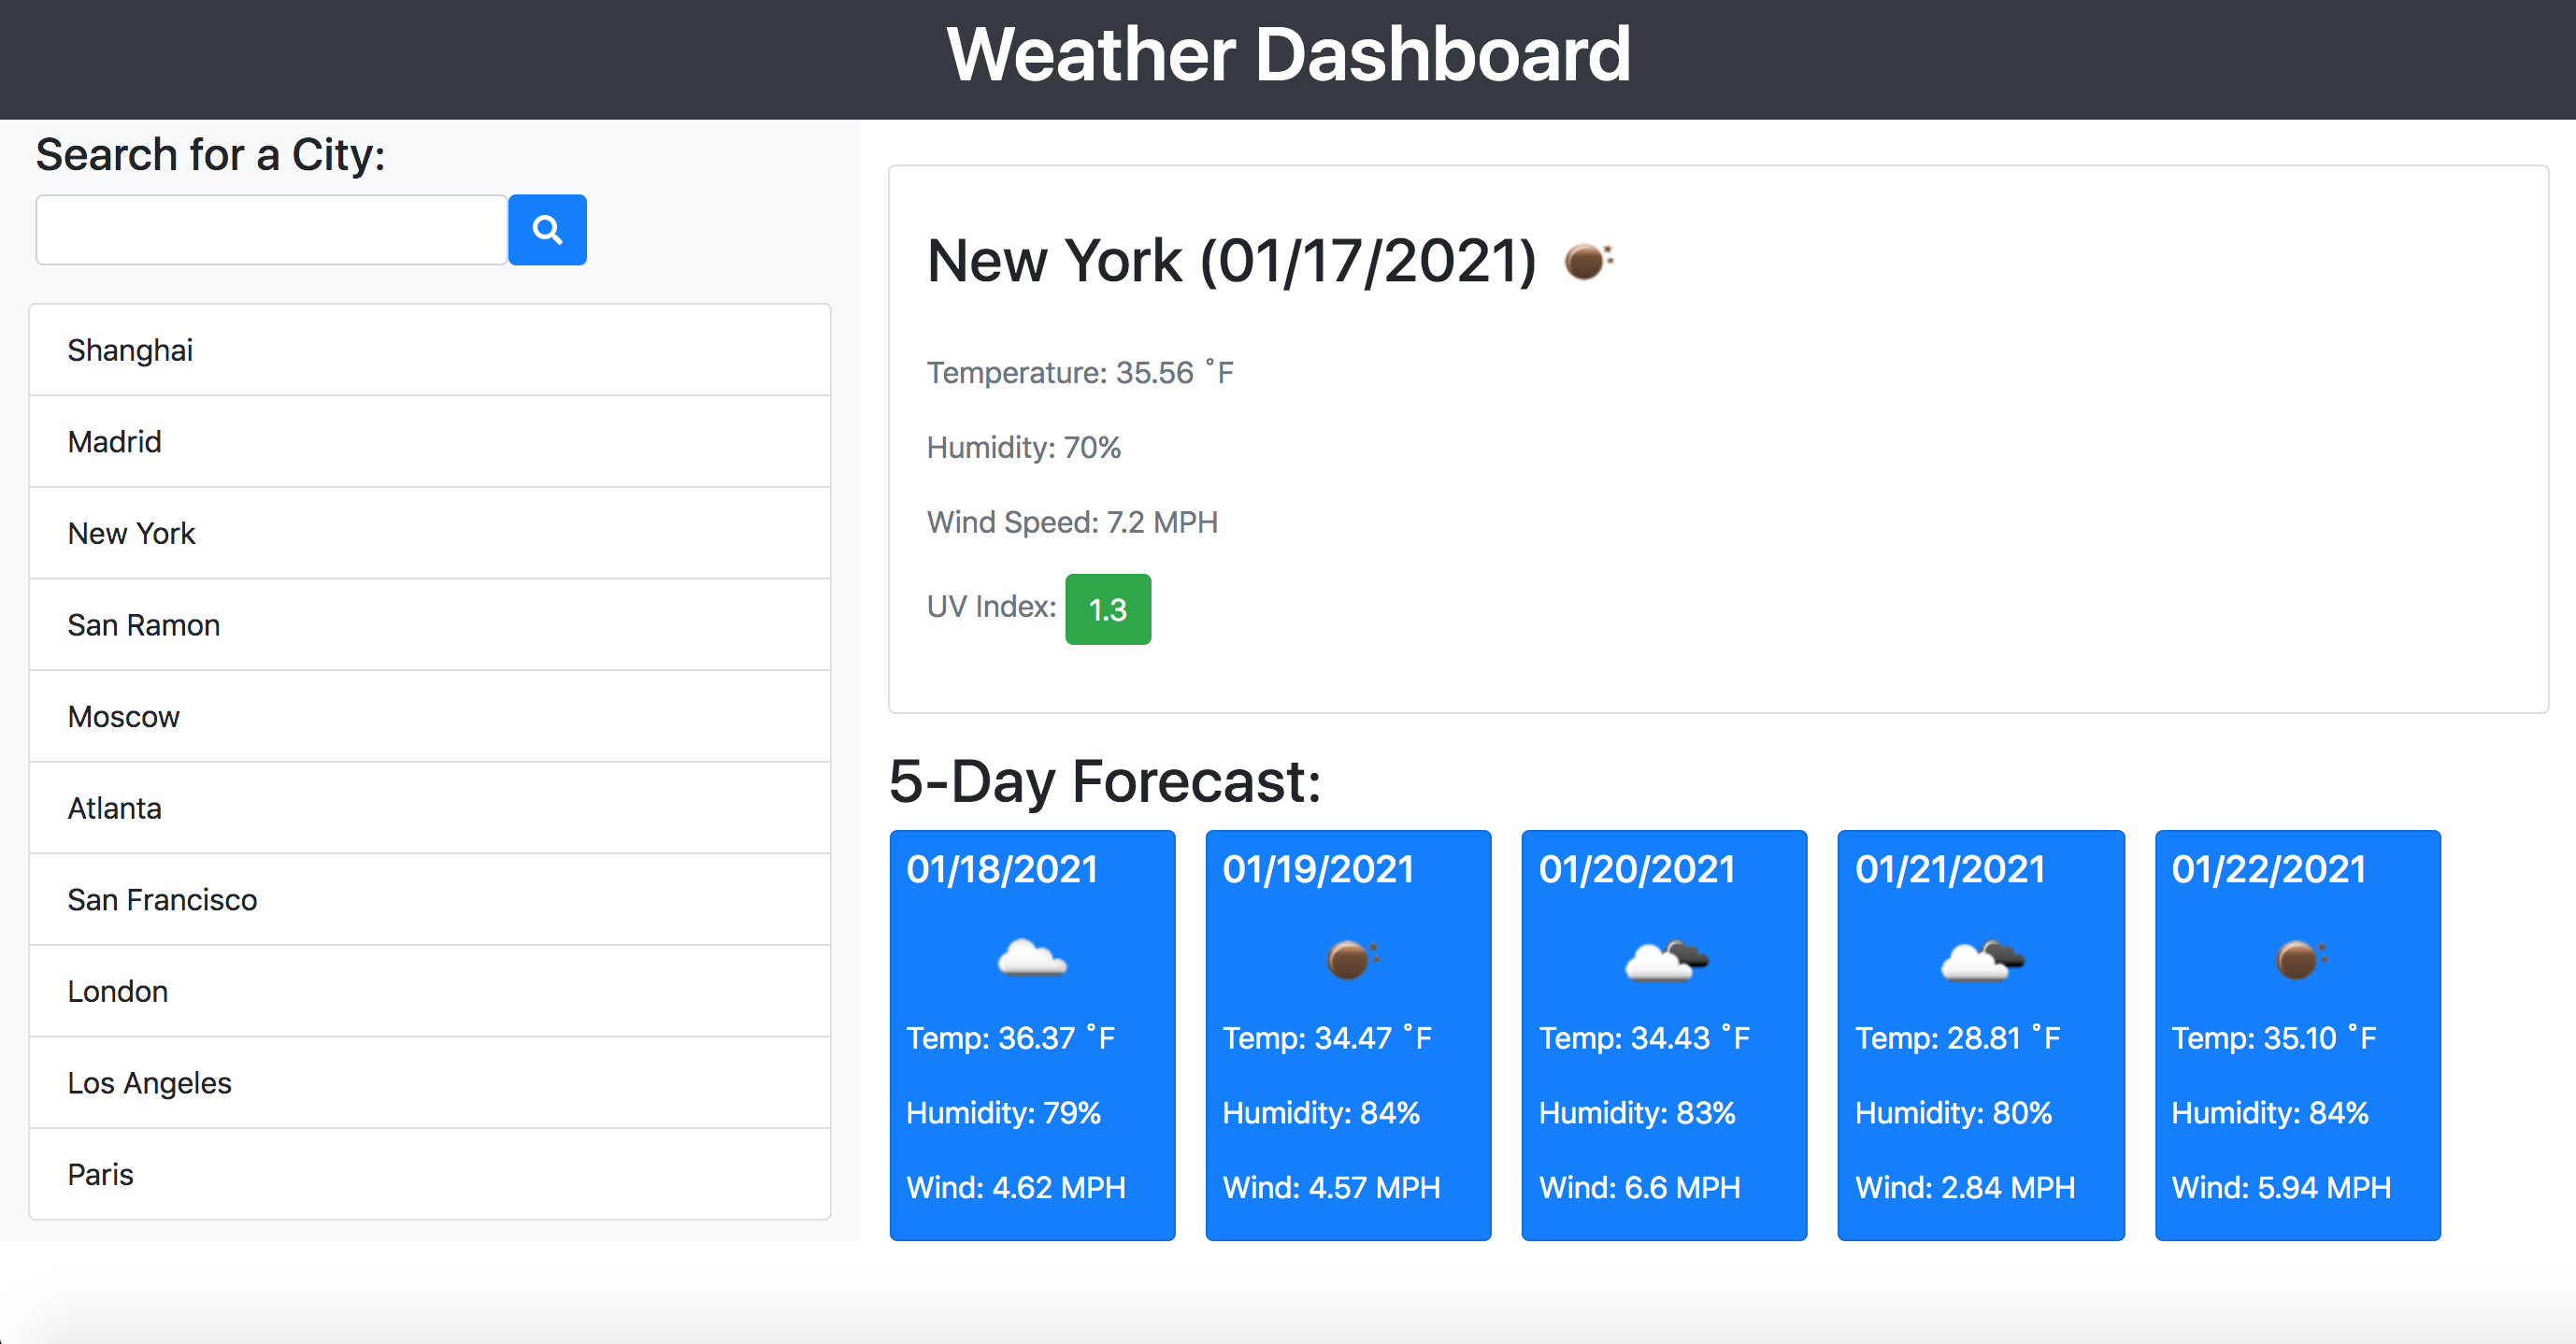 Weather Dashboard
Search for a City:
Shanghai
Madrid
New York
San Ramon
Moscow
Atlanta
San Francisco
London
Los Angeles
Paris
New York (01/17/2021)
Temperature: 35.56 ˚F
Humidity: 70%
Wind Speed: 7.2 MPH
UV Index: 1.3
5-Day Forecast:
01/18/2021
Temp: 36.37 ˚F
Humidity: 79%
Wind: 4.62 MPH
01/19/2021
Temp: 34.47 ˚F
Humidity: 84%
Wind: 4.57 MPH
01/20/2021
Temp: 34.43 ˚F
Humidity: 83%
Wind: 6.6 MPH
01/21/2021
Temp: 28.81 ˚F
Humidity: 80%
Wind: 2.84 MPH
01/22/2021
Temp: 35.10 ˚F
Humidity: 84%
Wind: 5.94 MPH